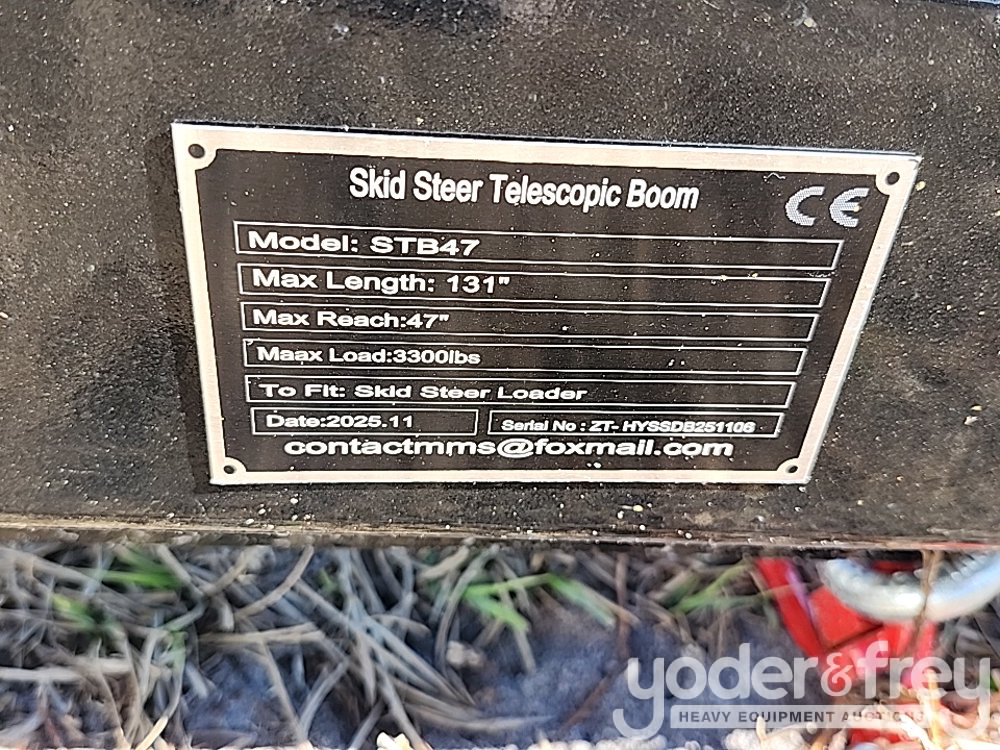 Skid Steer Telescopic Boom
CE
Model: STB47
Max Length: 131"
Max Reach:47"
Maax Load:3300lbs
To Fit: Skid Steer Loader
Date:2025.11
Serial No : ZT- HYSSDB251106
contactmms@foxmail.com
yoder&frey
HEAVY EQUIPMENT AUCTIONS